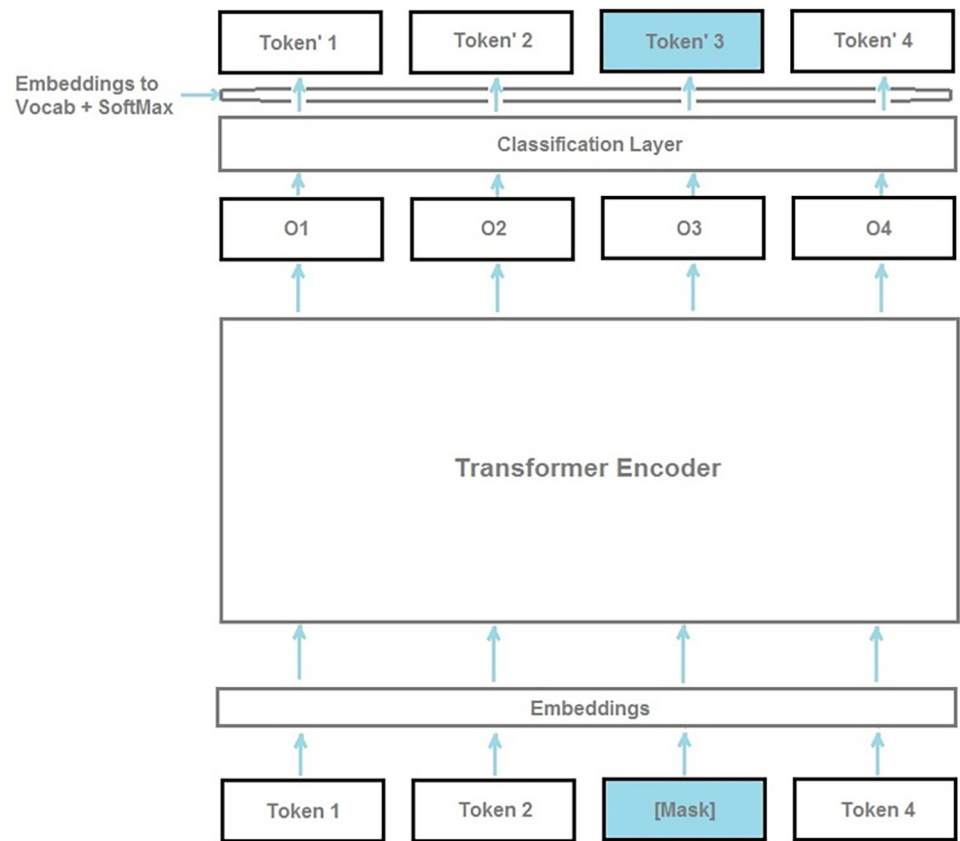 Token' 1
Token' 2
Token' 3
Token' 4
Embeddings to
Vocab + SoftMax
Classification Layer
O1
O2
O3
O4
Transformer Encoder
Embeddings
Token 1
Token 2
[Mask]
Token 4